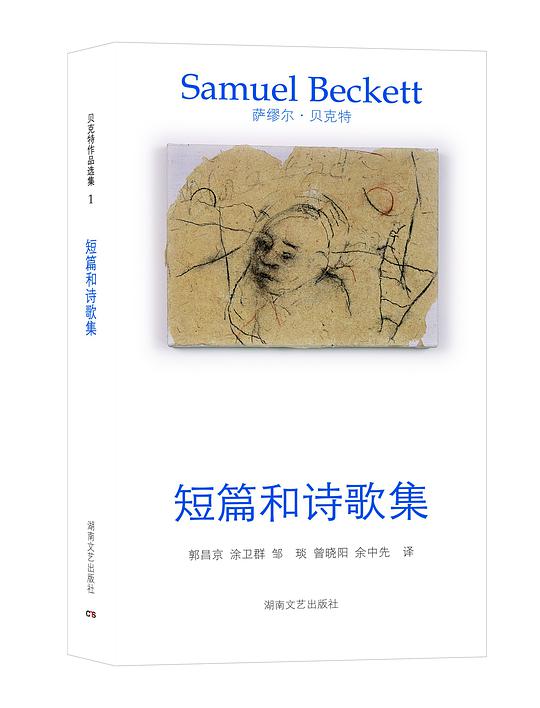 Samuel Beckett
萨缪尔·贝克特
短篇和诗歌集
郭昌京 涂卫群 邹 琰 曾晓阳 余中先 译
湖南文艺出版社
贝克特作品选集 1
短篇和诗歌集
湖南文艺出版社